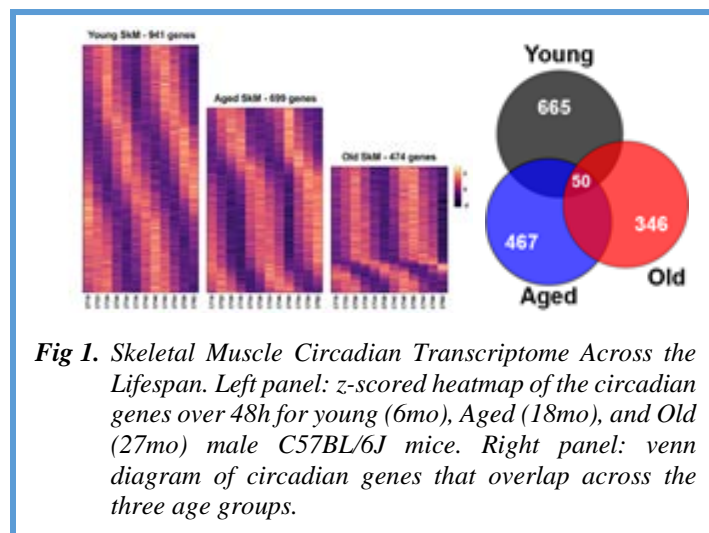 Young SkM - 941 genes
Aged SkM - 699 genes
Old SkM - 474 genes
Young
665
50
467
346
Aged
Old
Fig 1. Skeletal Muscle Circadian Transcriptome Across the
Lifespan. Left panel: z-scored heatmap of the circadian
genes over 48h for young (6mo), Aged (18mo), and Old
(27mo) male C57BL/6J mice. Right panel: venn
diagram of circadian genes that overlap across the
three age groups.